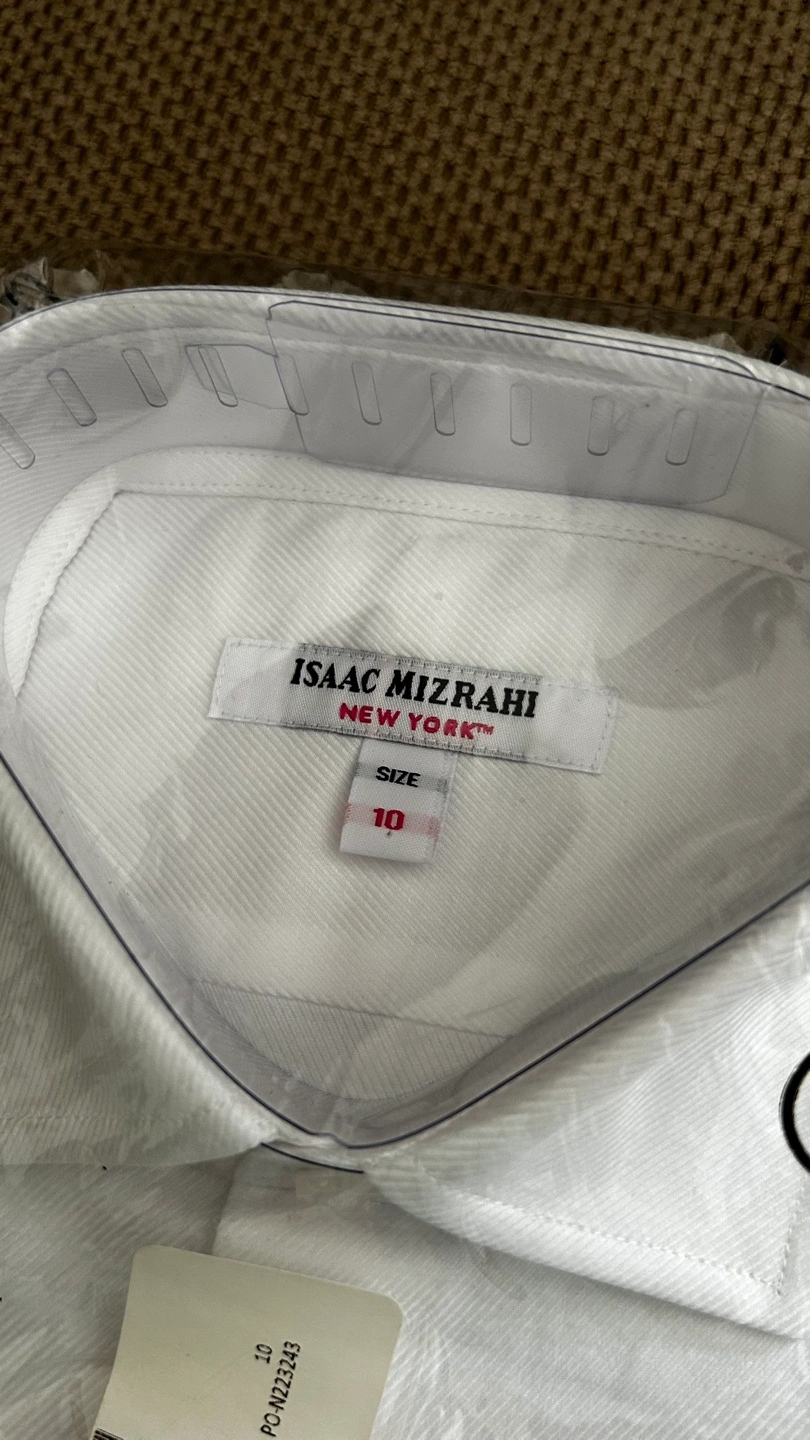 ISAAC MIZRAHI
NEW YORK™
SIZE
10
10
PO-N223243